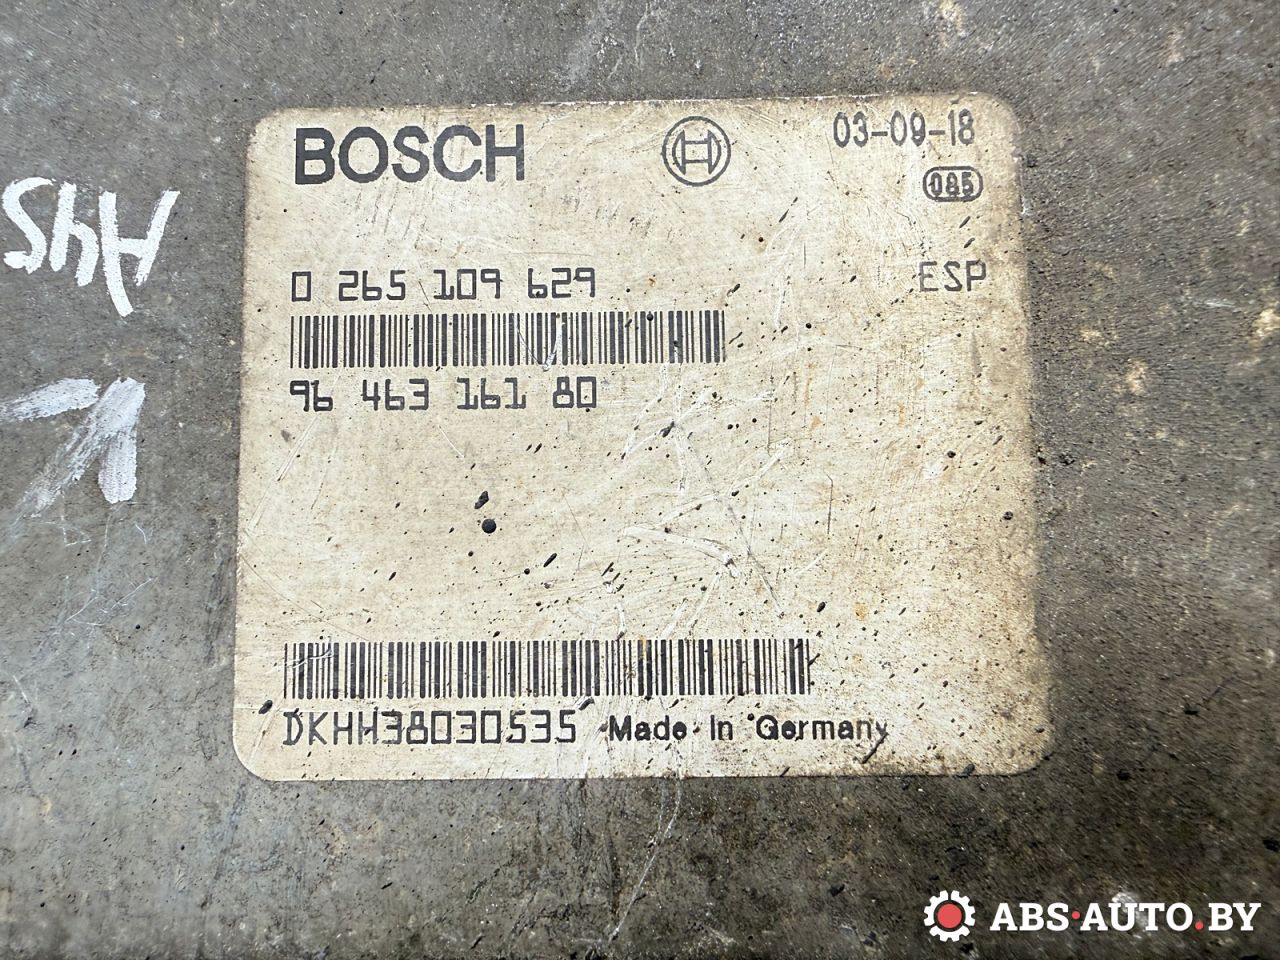 BOSCH
03-09-18
085
0 265 109 629
ESP
96 463 161 80
DKHH38030535 Made in Germany
ABS·AUTO.BY